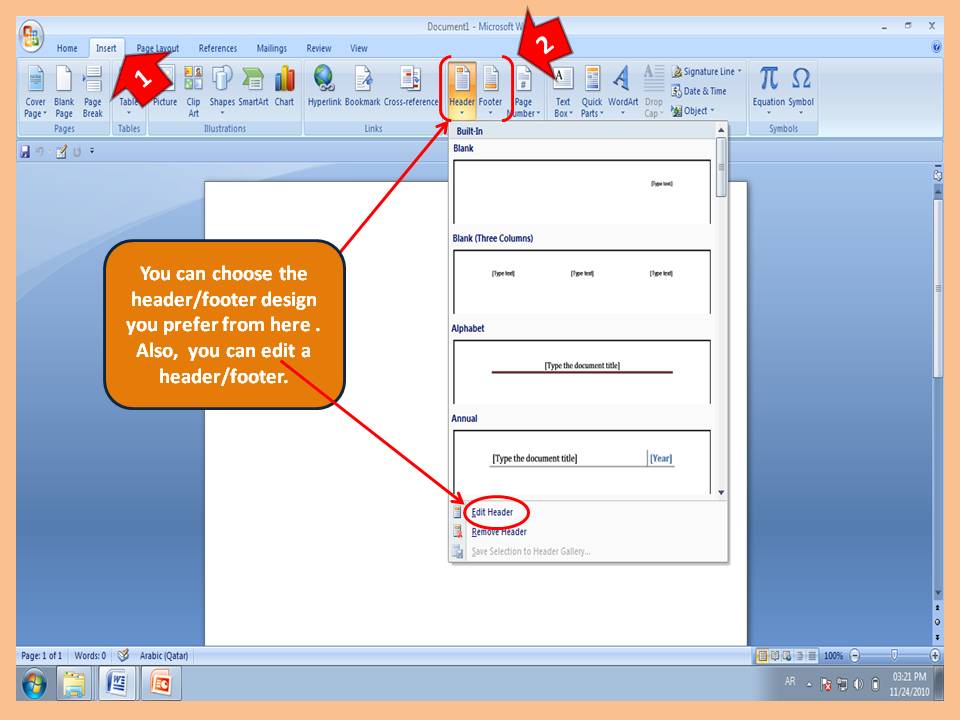 Document1 - Microsoft W
2
Home Insert Page Layout References Mailings Review View
1
Cover Page Blank Page Page Break
Pages
Table
Tables
Picture Clip Art Shapes SmartArt Chart
Illustrations
Hyperlink Bookmark Cross-reference
Links
Header Footer Page Number
Text Box Quick Parts WordArt Drop Cap
Signature Line
Date & Time
Object
Equation Symbol
Symbols
Built-In
Blank
[Type text]
Blank (Three Columns)
[Type text] [Type text] [Type text]
Alphabet
[Type the document title]
Annual
[Type the document title] [Year]
Edit Header
Remove Header
Save Selection to Header Gallery...
You can choose the
header/footer design
you prefer from here .
Also, you can edit a
header/footer.
Page: 1 of 1 Words: 0 Arabic (Qatar) 100%
AR 03:21 PM
11/24/2010